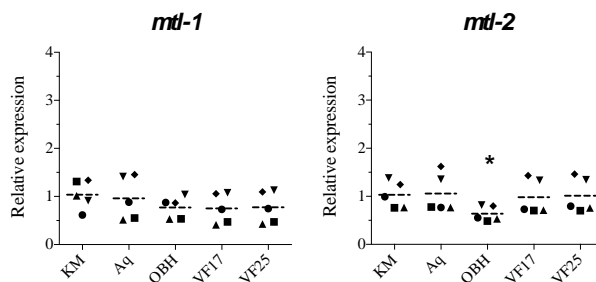 mtl-1
Relative expression
4
3
2
1
0
KM
Aq
OBH
VF17
VF25
mtl-2
Relative expression
4
3
2
1
0
*
KM
Aq
OBH
VF17
VF25